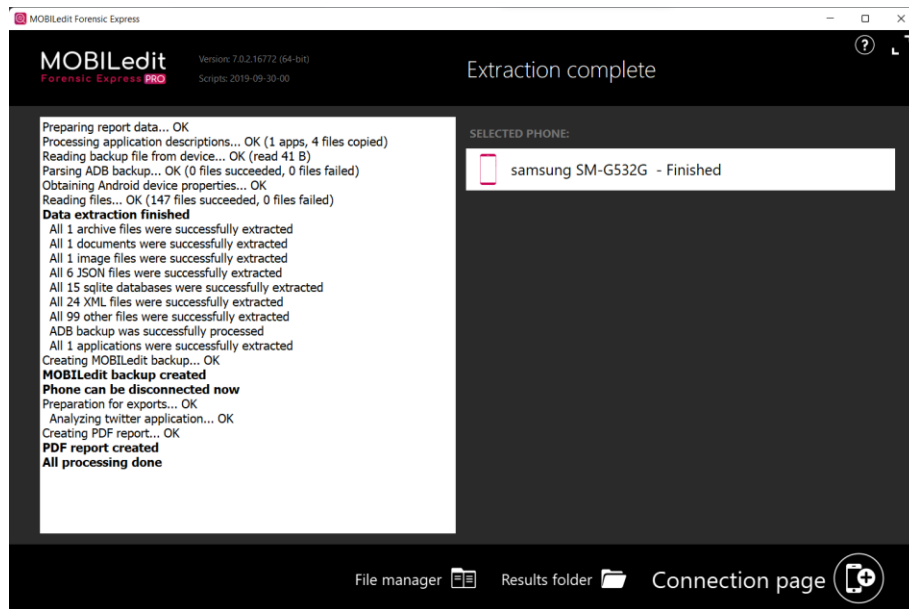 MOBILedit Forensic Express
MOBILedit
Forensic Express PRO
Version: 7.0.2.16772 (64-bit)
Scripts: 2019-09-30-00
Extraction complete
?
Preparing report data... OK
Processing application descriptions... OK (1 apps, 4 files copied)
Reading backup file from device... OK (read 41 B)
Parsing ADB backup... OK (0 files succeeded, 0 files failed)
Obtaining Android device properties... OK
Reading files... OK (147 files succeeded, 0 files failed)
Data extraction finished
All 1 archive files were successfully extracted
All 1 documents were successfully extracted
All 1 image files were successfully extracted
All 6 JSON files were successfully extracted
All 15 sqlite databases were successfully extracted
All 24 XML files were successfully extracted
All 99 other files were successfully extracted
ADB backup was successfully processed
All 1 applications were successfully extracted
Creating MOBILedit backup... OK
MOBILedit backup created
Phone can be disconnected now
Preparation for exports... OK
Analyzing twitter application... OK
Creating PDF report... OK
PDF report created
All processing done
SELECTED PHONE:
samsung SM-G532G - Finished
File manager
Results folder
Connection page